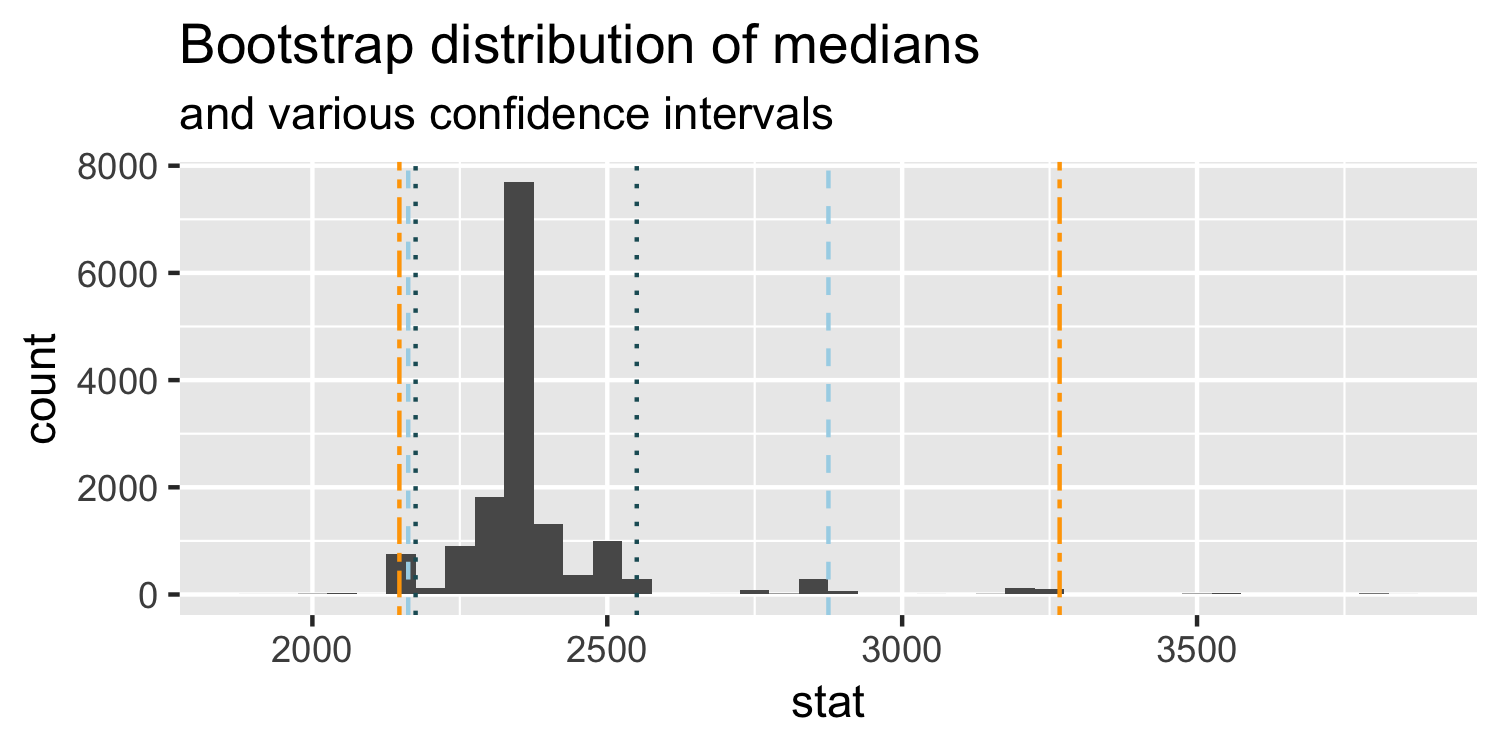 Bootstrap distribution of medians
and various confidence intervals
8000
6000
4000
2000
0
count
2000 2500 3000 3500
stat